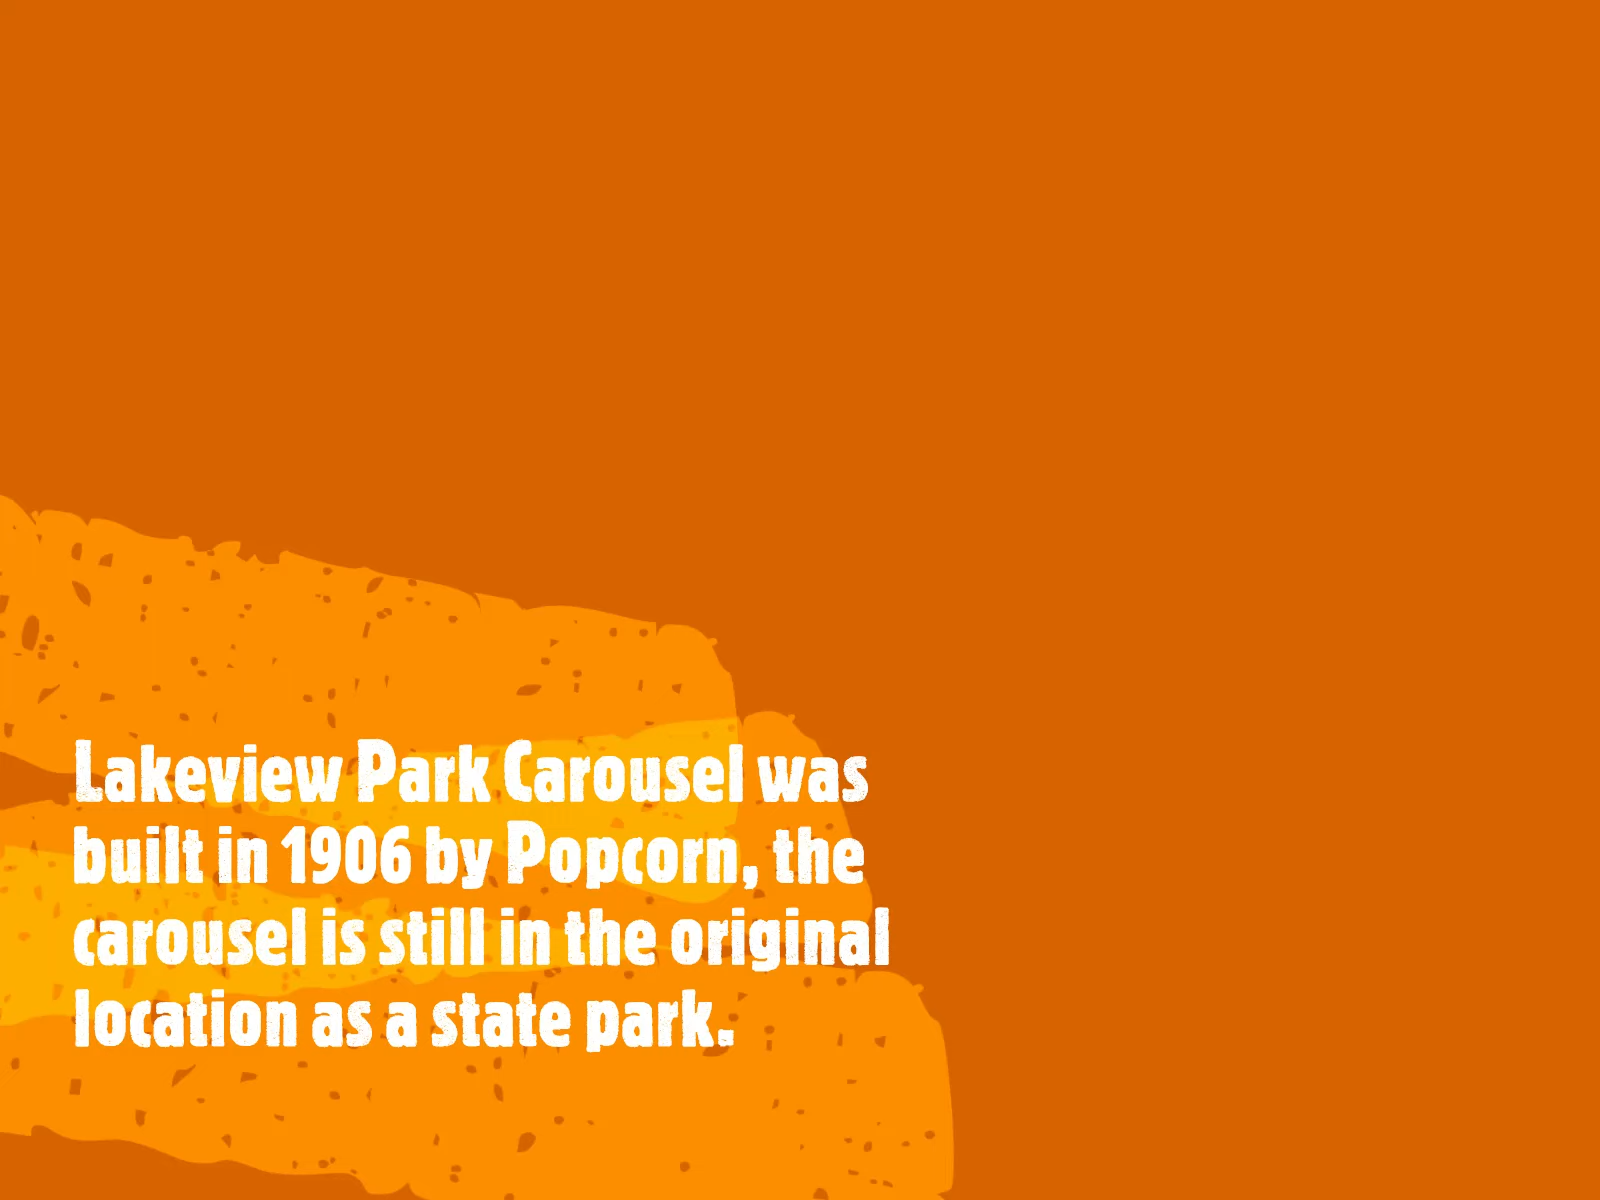 Lakeview Park Carousel was
built in 1906 by Popcorn, the
carousel is still in the original
location as a state park.